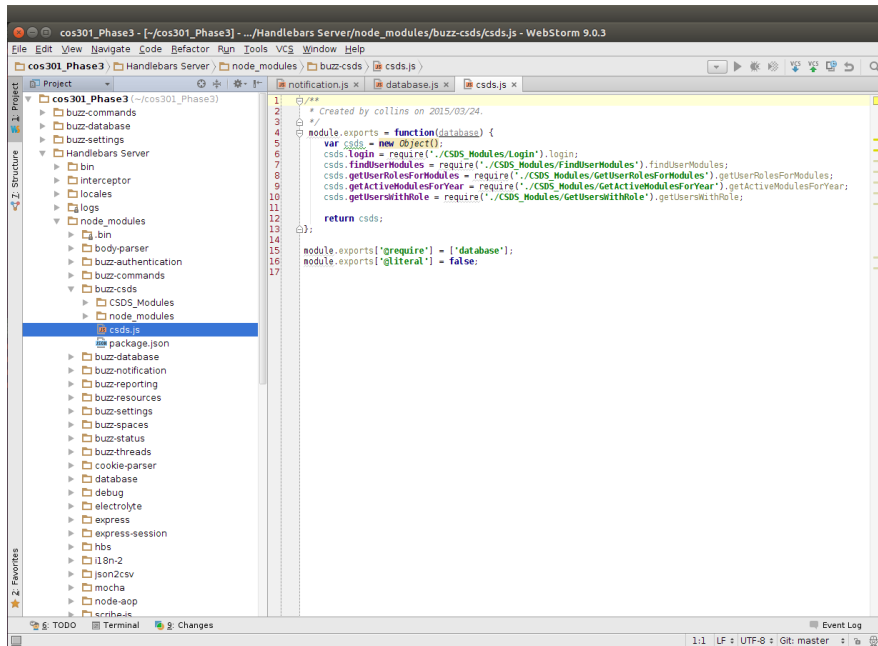 cos301_Phase3 - [~/cos301_Phase3] - .../Handlebars Server/node_modules/buzz-csds/csds.js - WebStorm 9.0.3
File Edit View Navigate Code Refactor Run Tools VCS Window Help
cos301_Phase3 Handlebars Server node_modules buzz-csds csds.js
VCS VCS
Project
notification.js × database.js × csds.js ×
1: Project
7: Structure
npm
2: Favorites
cos301_Phase3 (~/cos301_Phase3)
buzz-commands
buzz-database
buzz-settings
Handlebars Server
bin
interceptor
locales
logs
node_modules
.bin
body-parser
buzz-authentication
buzz-commands
buzz-csds
CSDS_Modules
node_modules
csds.js
package.json
buzz-database
buzz-notification
buzz-reporting
buzz-resources
buzz-settings
buzz-spaces
buzz-status
buzz-threads
cookie-parser
database
debug
electrolyte
express
express-session
hbs
i18n-2
json2csv
mocha
node-aop
scribe-js
1 /**
2 * Created by collins on 2015/03/24.
3 */
4 module.exports = function(database) {
5 var csds = new Object();
6 csds.login = require('./CSDS_Modules/Login').login;
7 csds.findUserModules = require('./CSDS_Modules/FindUserModules').findUserModules;
8 csds.getUserRolesForModules = require('./CSDS_Modules/GetUserRolesForModules').getUserRolesForModules;
9 csds.getActiveModulesForYear = require('./CSDS_Modules/GetActiveModulesForYear').getActiveModulesForYear;
10 csds.getUsersWithRole = require('./CSDS_Modules/GetUsersWithRole').getUsersWithRole;
11
12 return csds;
13 };
14
15 module.exports['@require'] = ['database'];
16 module.exports['@literal'] = false;
17
6: TODO Terminal 9: Changes Event Log
1:1 LF UTF-8 Git: master